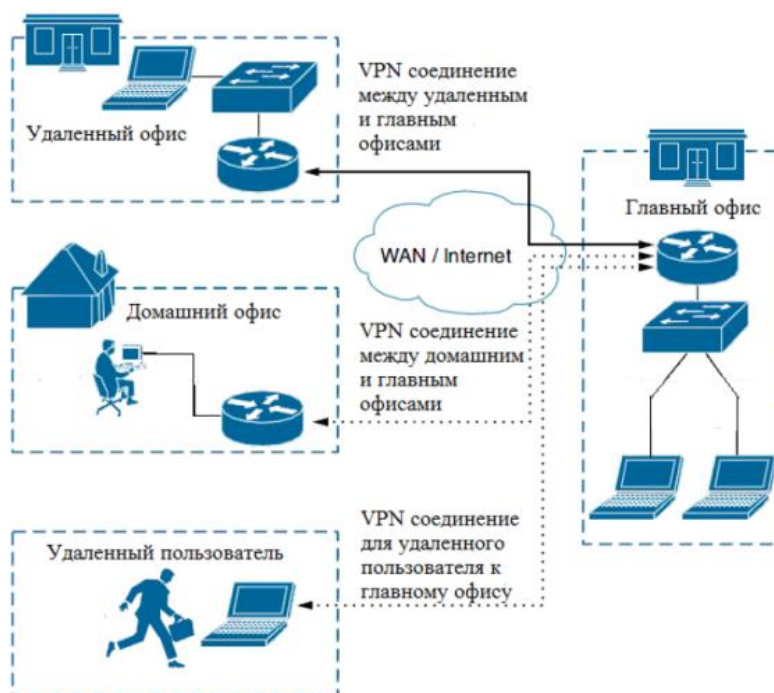 Удаленный офис
VPN соединение
между удаленным
и главным
офисами
Главный офис
WAN / Internet
Домашний офис
VPN соединение
между домашним
и главным
офисами
Удаленный пользователь
VPN соединение
для удаленного
пользователя к
главному офису